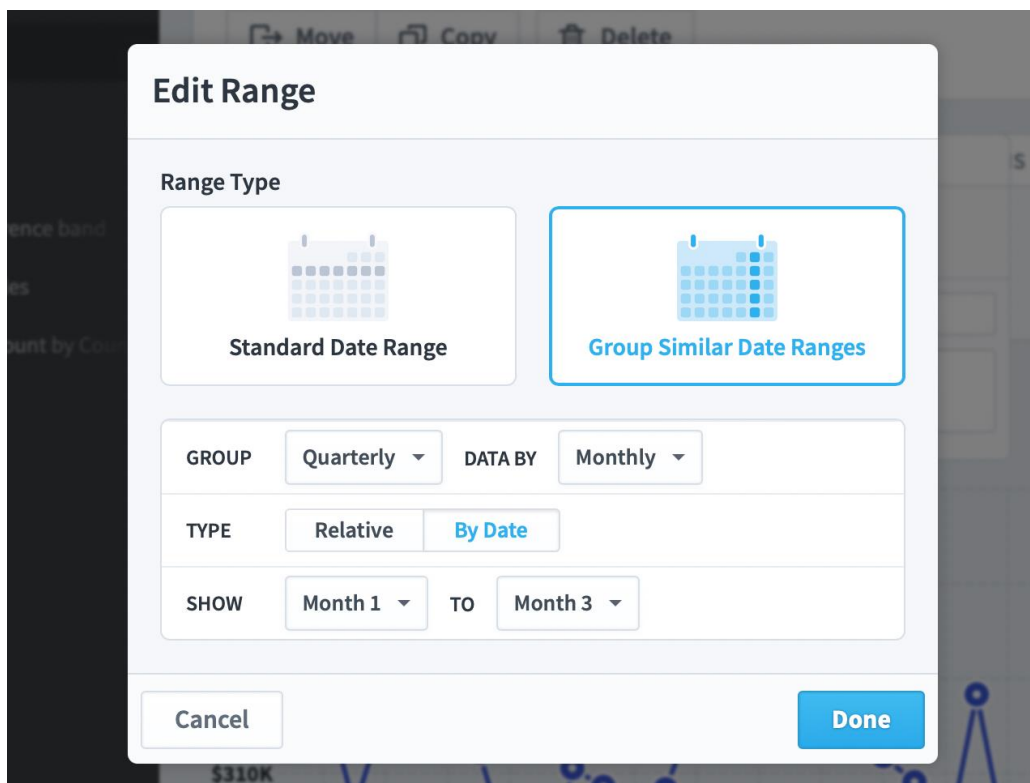 Move Copy Delete
Edit Range
Range Type
ence band
es
ount by Coun
s
Standard Date Range Group Similar Date Ranges
GROUP Quarterly DATA BY Monthly
TYPE Relative By Date
SHOW Month 1 TO Month 3
Cancel Done
$310K